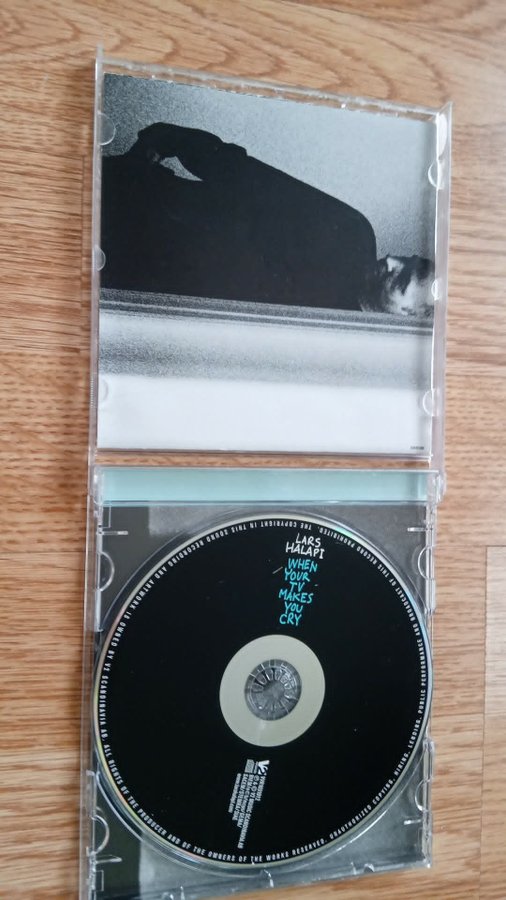 LARS
HALAPI
WHEN
YOUR
TV
MAKES
YOU
CRY
V2
ALL RIGHTS OF THE PRODUCER AND OF THE OWNERS OF THE WORKS RESERVED. UNAUTHORIZED COPYING, HIRING, LENDING, PUBLIC PERFORMANCE AND BROADCAST OF THIS RECORD PROHIBITED. THE COPYRIGHT IN THIS SOUND RECORDING AND ARTWORK IS OWNED BY V2 SCANDINAVIA AB.